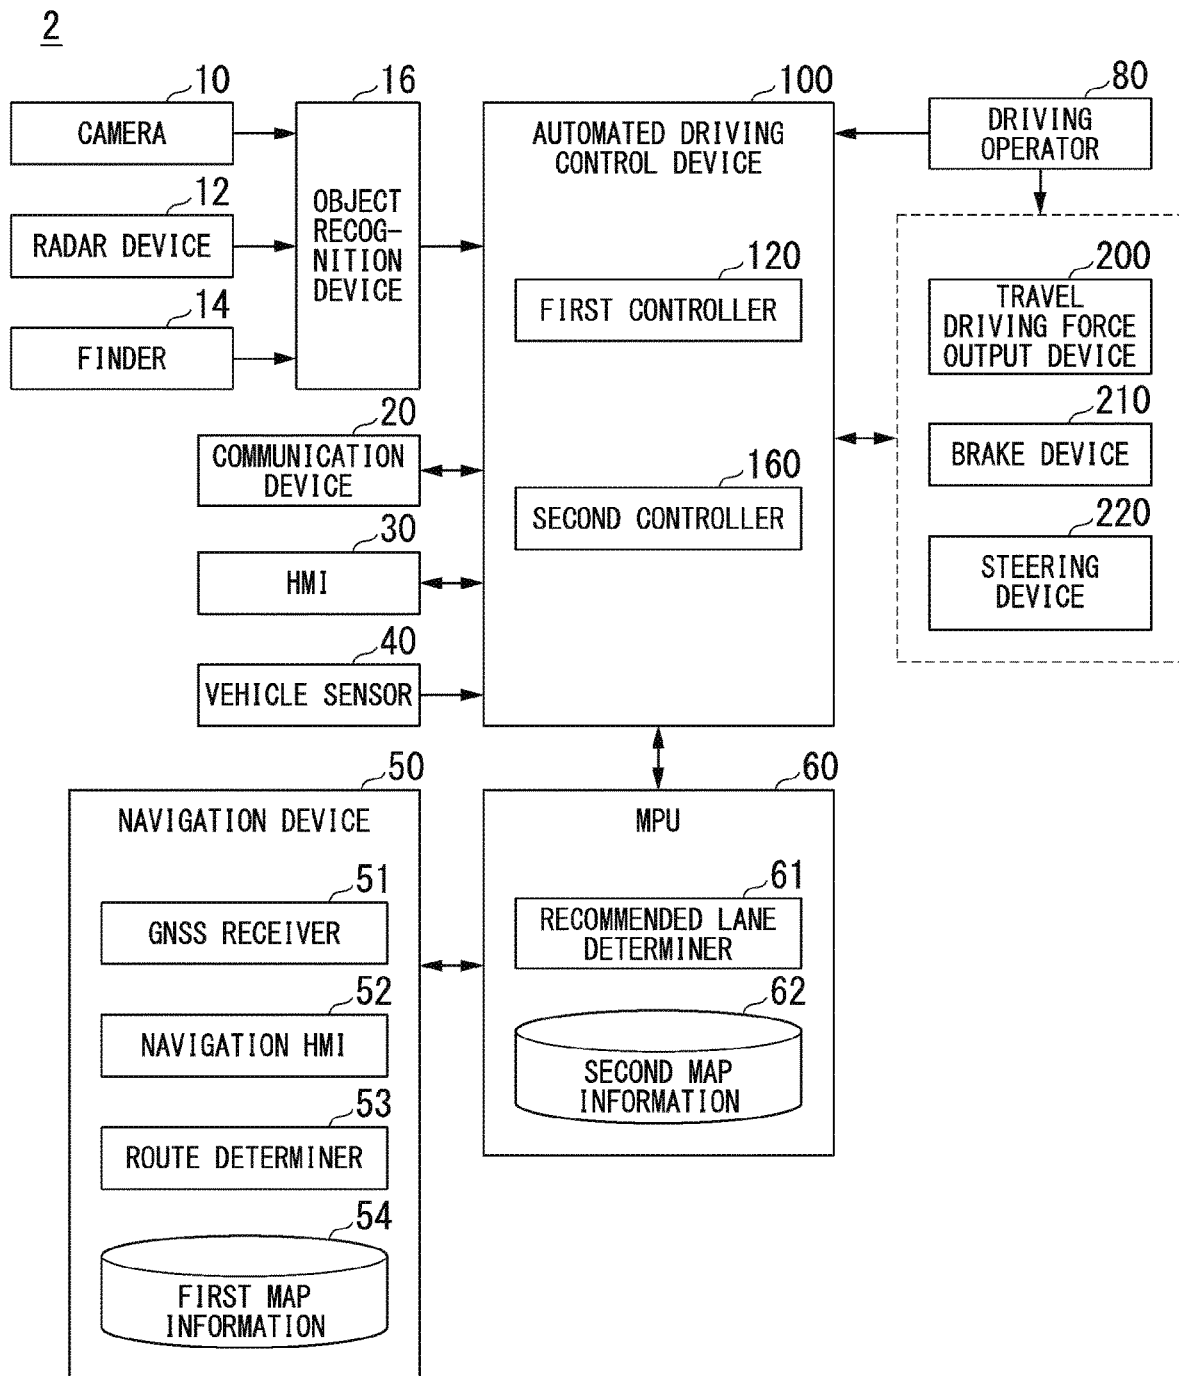 2
10
CAMERA
12
RADAR DEVICE
14
FINDER
16
OBJECT
RECOG-
NITION
DEVICE
20
COMMUNICATION
DEVICE
30
HMI
40
VEHICLE SENSOR
100
AUTOMATED DRIVING
CONTROL DEVICE
120
FIRST CONTROLLER
160
SECOND CONTROLLER
80
DRIVING
OPERATOR
200
TRAVEL
DRIVING FORCE
OUTPUT DEVICE
210
BRAKE DEVICE
220
STEERING
DEVICE
50
NAVIGATION DEVICE
51
GNSS RECEIVER
52
NAVIGATION HMI
53
ROUTE DETERMINER
54
FIRST MAP
INFORMATION
60
MPU
61
RECOMMENDED LANE
DETERMINER
62
SECOND MAP
INFORMATION